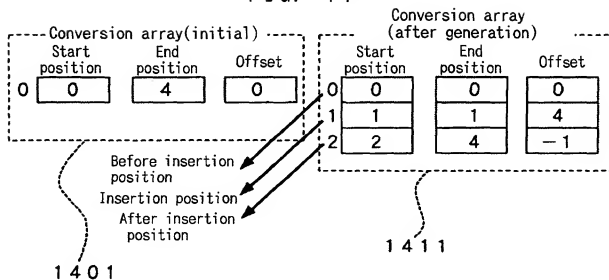 Conversion array(initial)
Start position
End position
Offset
0 0 4 0
Conversion array (after generation)
Start position
End position
Offset
0 0 0 0
1 1 1 4
2 2 4 -1
Before insertion position
Insertion position
After insertion position
1401
1411